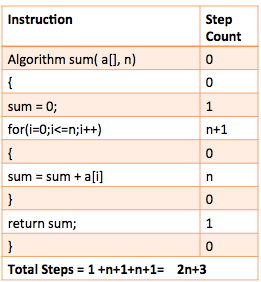 Instruction Step
Count
Algorithm sum( a[], n) 0
{ 0
sum = 0; 1
for(i=0;i<=n;i++) n+1
{ 0
sum = sum + a[i] n
} 0
return sum; 1
} 0
Total Steps = 1 +n+1+n+1= 2n+3